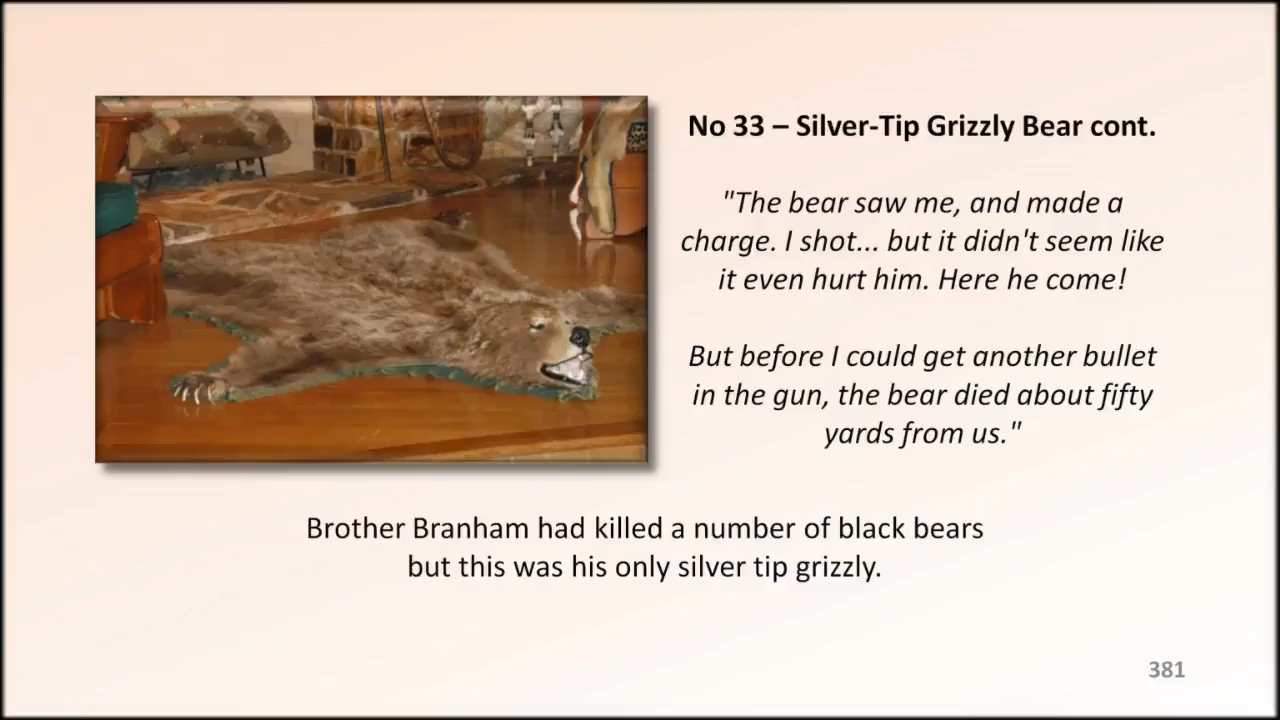 No 33 – Silver-Tip Grizzly Bear cont.
"The bear saw me, and made a
charge. I shot... but it didn't seem like
it even hurt him. Here he come!
But before I could get another bullet
in the gun, the bear died about fifty
yards from us."
Brother Branham had killed a number of black bears
but this was his only silver tip grizzly.
381